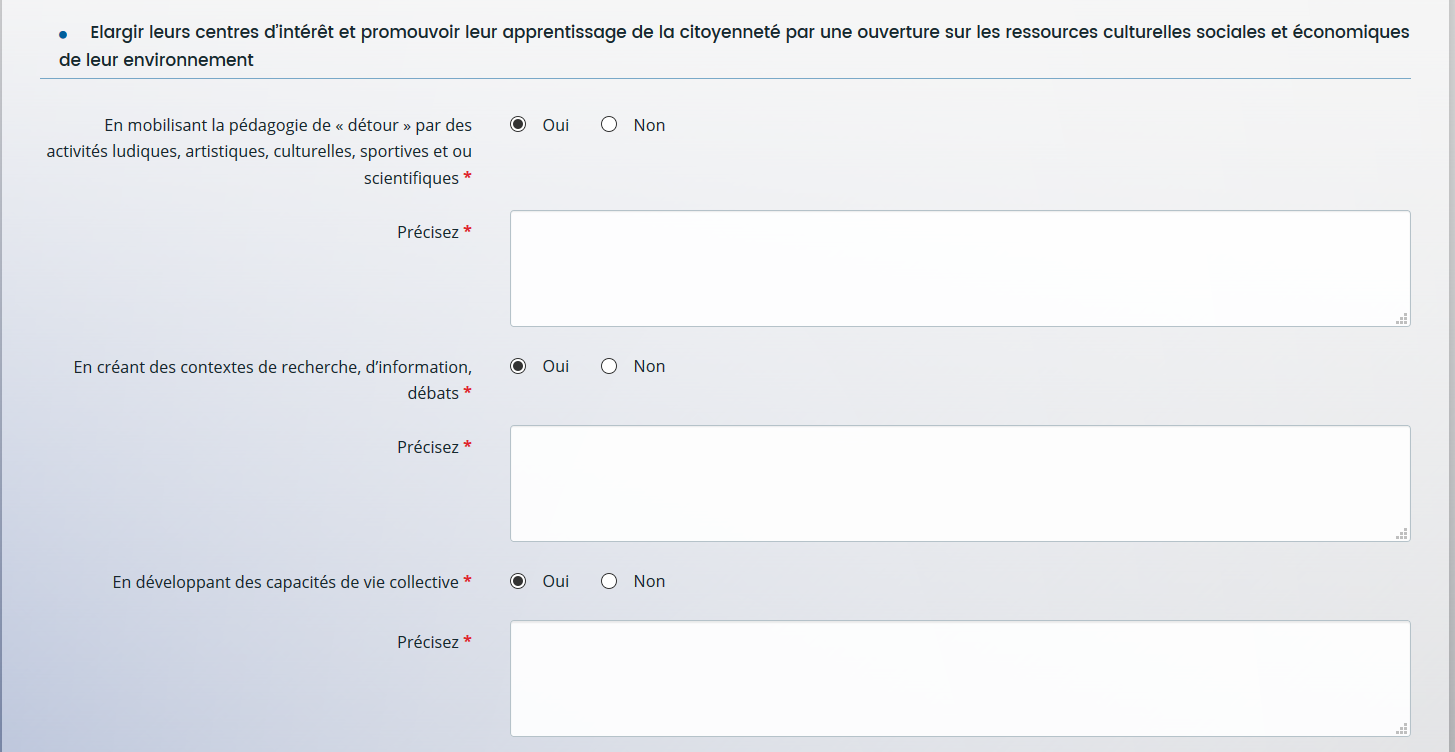 • Elargir leurs centres d'intérêt et promouvoir leur apprentissage de la citoyenneté par une ouverture sur les ressources culturelles sociales et économiques
de leur environnement
En mobilisant la pédagogie de « détour » par des
activités ludiques, artistiques, culturelles, sportives et ou
scientifiques *
Oui Non
Précisez *
En créant des contextes de recherche, d’information,
débats *
Oui Non
Précisez *
En développant des capacités de vie collective *
Oui Non
Précisez *